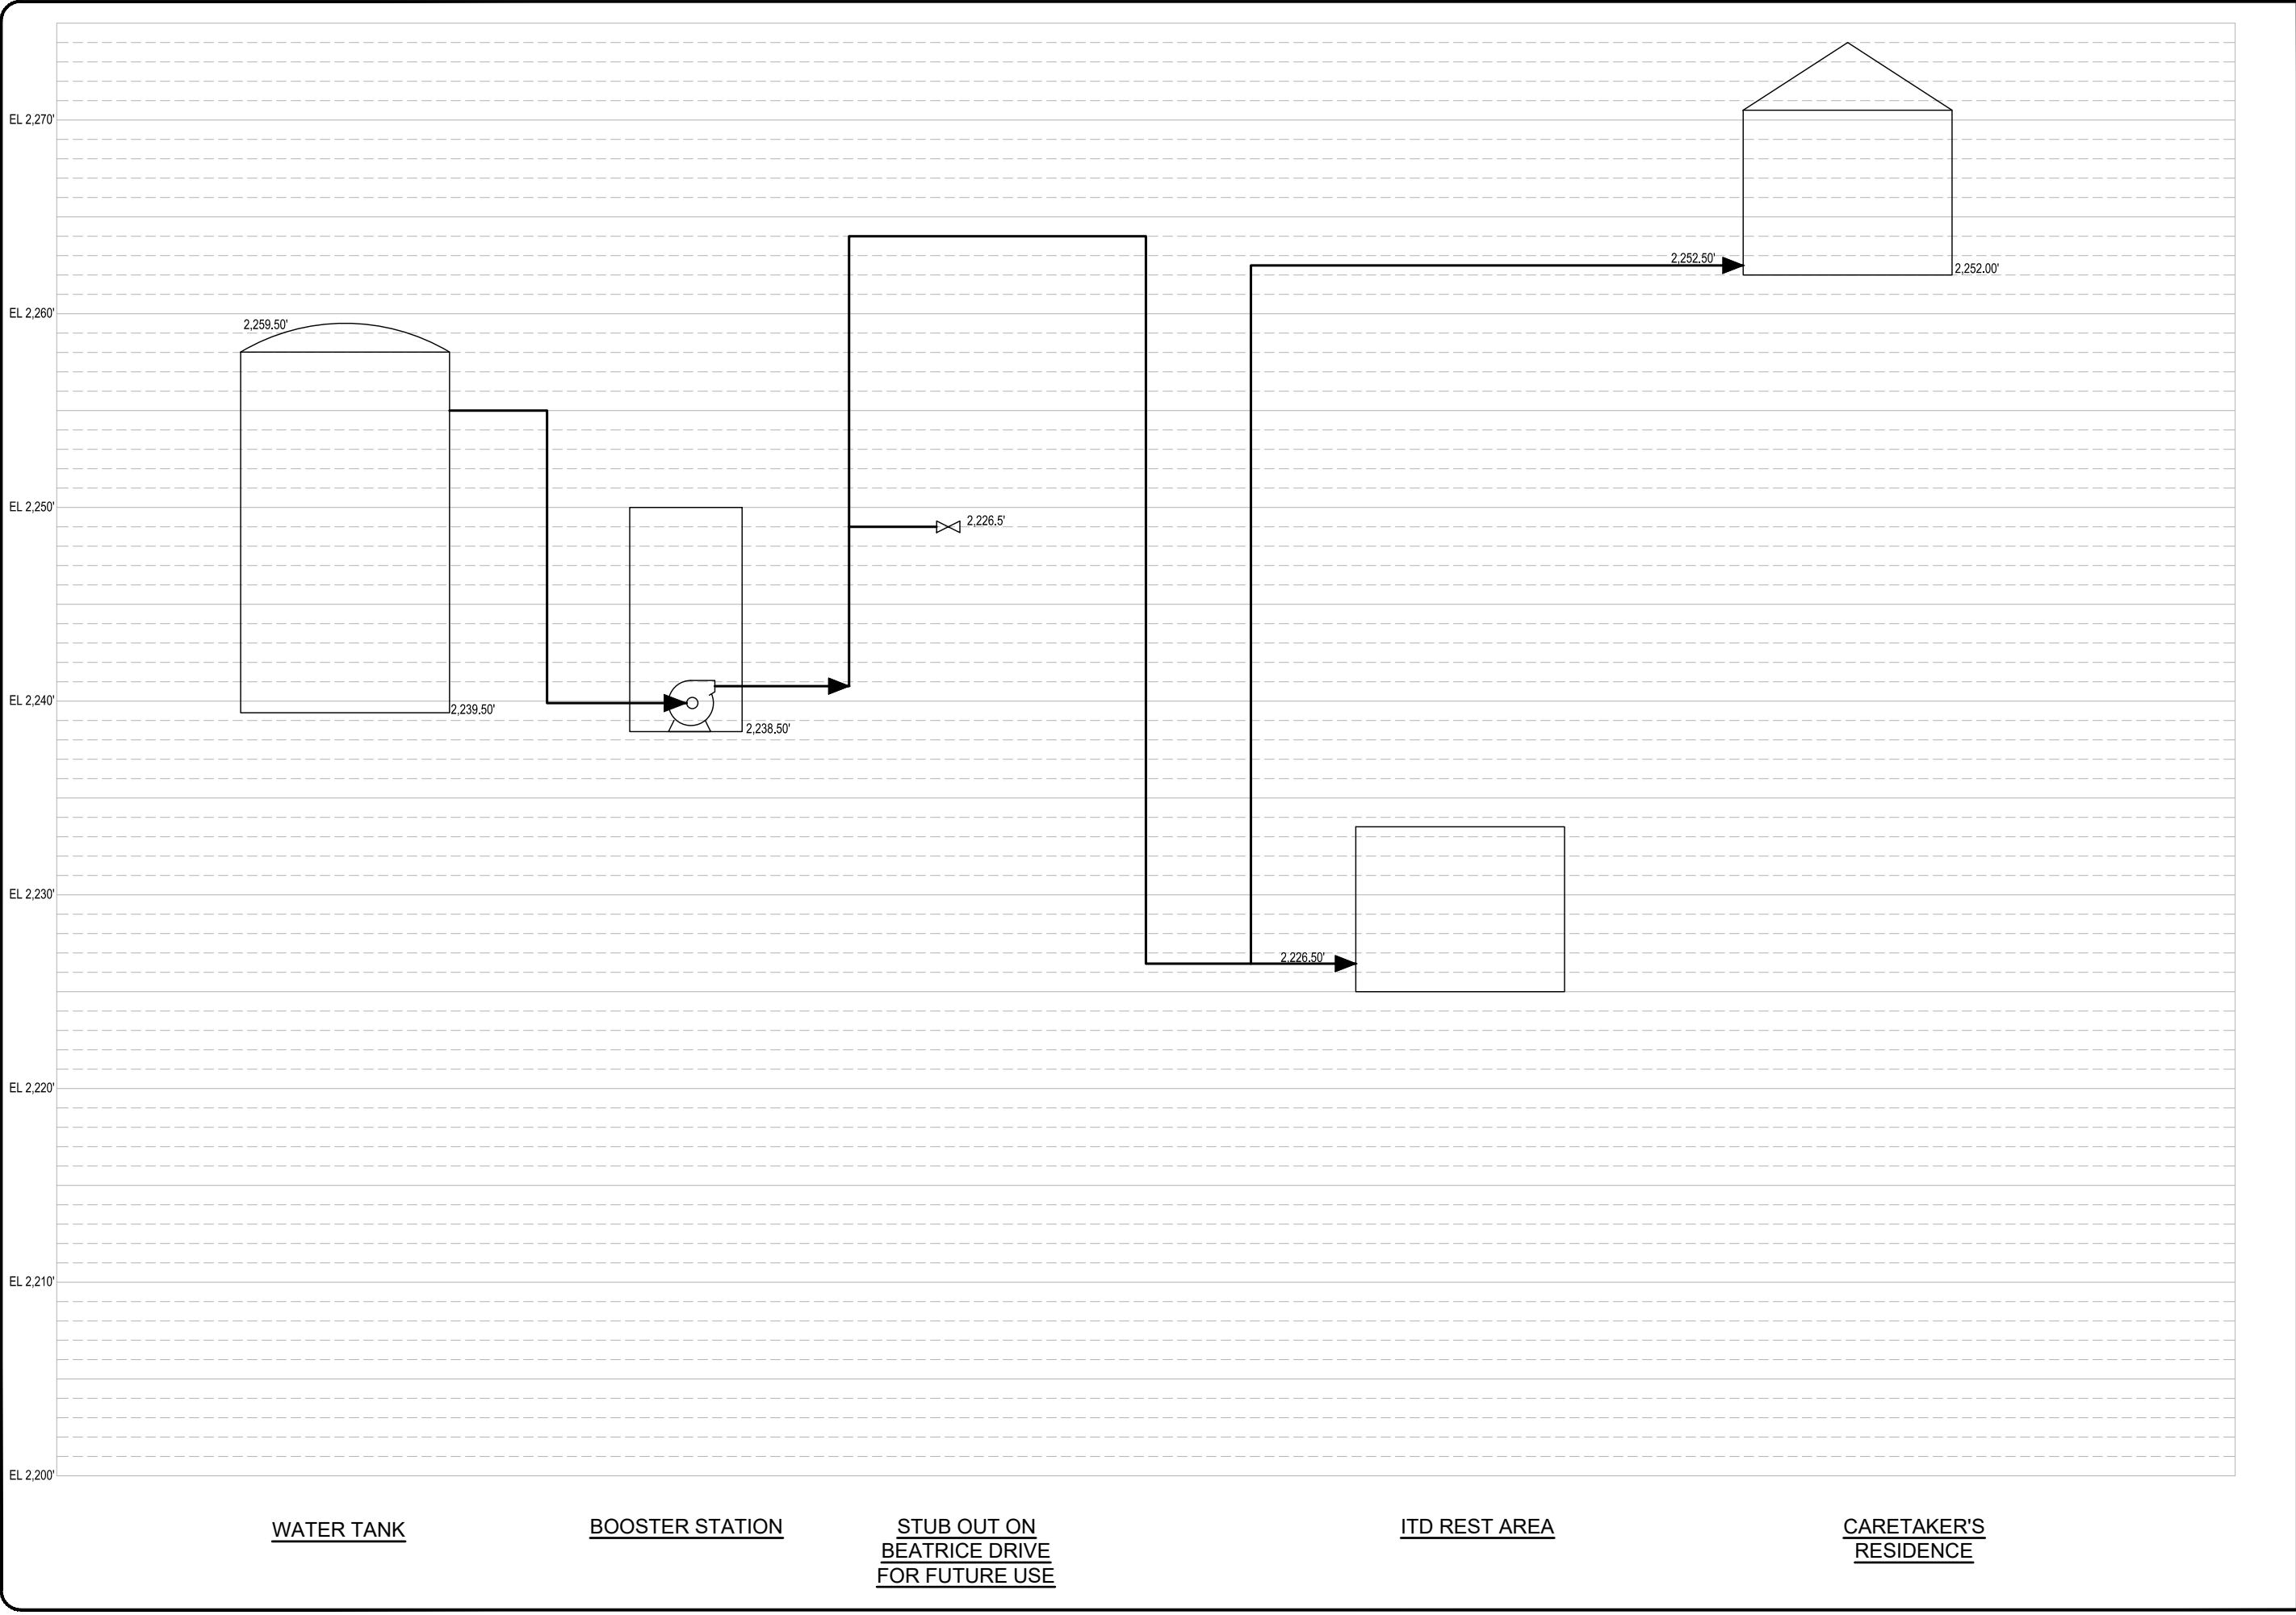 EL 2,270'
2,252.50'
2,252.00'
EL 2,260'
2,259.50'
EL 2,250'
2,226.5'
EL 2,240'
2,239.50'
2,238.50'
EL 2,230'
2,226.50'
EL 2,220'
EL 2,210'
EL 2,200'
WATER TANK
BOOSTER STATION
STUB OUT ON
BEATRICE DRIVE
FOR FUTURE USE
ITD REST AREA
CARETAKER'S
RESIDENCE